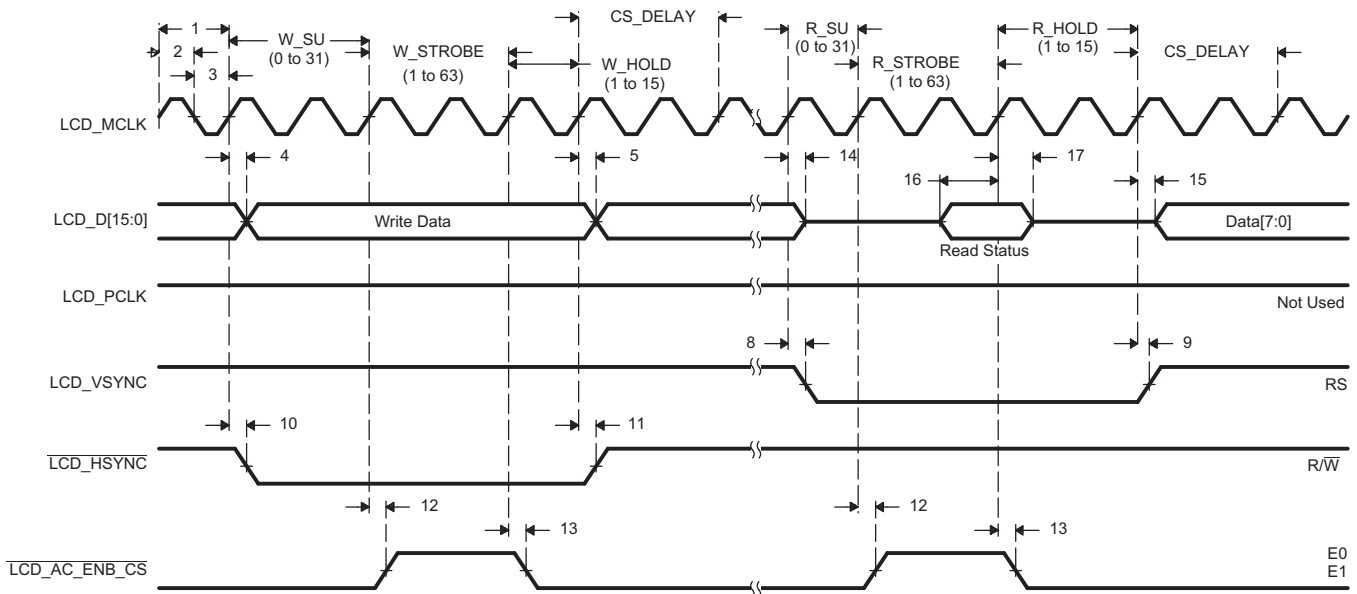 CS_DELAY
1
W_SU
(0 to 31)
W_STROBE
(1 to 63)
W_HOLD
(1 to 15)
R_SU
(0 to 31)
R_STROBE
(1 to 63)
R_HOLD
(1 to 15)
CS_DELAY
2
3
LCD_MCLK
4
5
14
17
16
15
LCD_D[15:0]
Write Data
Read Status
Data[7:0]
LCD_PCLK
Not Used
8
9
LCD_VSYNC
RS
10
11
LCD_HSYNC
R/W
12
13
12
13
LCD_AC_ENB_CS
E0
E1